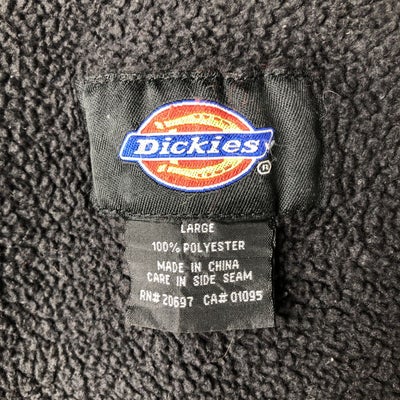 Dickies
®
LARGE
100% POLYESTER
MADE IN CHINA
CARE IN SIDE SEAM
RN# 20697 CA# 01095